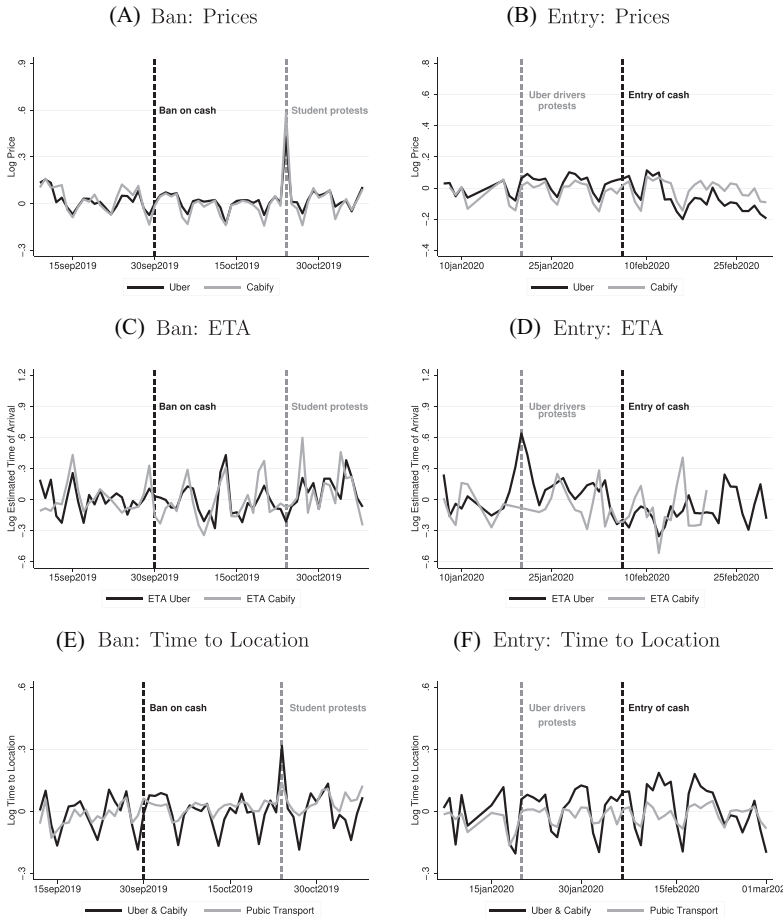 (A) Ban: Prices
Log Price
.9
.6
.3
0
-.3
Ban on cash
Student protests
15sep2019 30sep2019 15oct2019 30oct2019
Uber Cabify
(B) Entry: Prices
Log Price
.8
.6
.4
.2
0
-.2
-.4
Uber drivers
protests
Entry of cash
10jan2020 25jan2020 10feb2020 25feb2020
Uber Cabify
(C) Ban: ETA
Log Estimated Time of Arrival
1.2
.9
.6
.3
0
-.3
-.6
Ban on cash
Student protests
15sep2019 30sep2019 15oct2019 30oct2019
ETA Uber ETA Cabify
(D) Entry: ETA
Log Estimated Time of Arrival
1.2
.9
.6
.3
0
-.3
-.6
Uber drivers
protests
Entry of cash
10jan2020 25jan2020 10feb2020 25feb2020
ETA Uber ETA Cabify
(E) Ban: Time to Location
Log Time to Location
.6
.3
0
-.3
Ban on cash
Student protests
15sep2019 30sep2019 15oct2019 30oct2019
Uber & Cabify Pubic Transport
(F) Entry: Time to Location
Log Time to Location
.6
.3
0
-.3
Uber drivers
protests
Entry of cash
15jan2020 30jan2020 15feb2020 01mar202
Uber & Cabify Pubic Transport